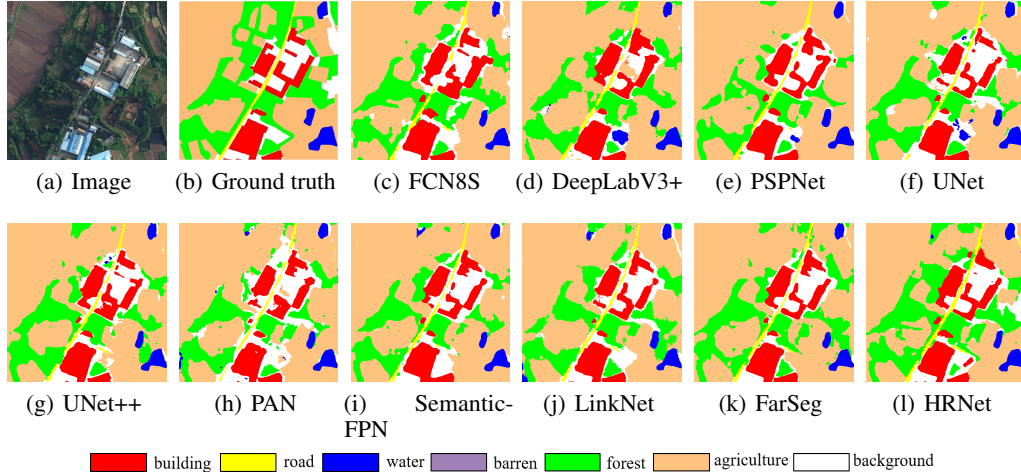 (a) Image (b) Ground truth (c) FCN8S (d) DeepLabV3+ (e) PSPNet (f) UNet
(g) UNet++ (h) PAN (i) Semantic- (j) LinkNet (k) FarSeg (l) HRNet
FPN
building road water barren forest agriculture background